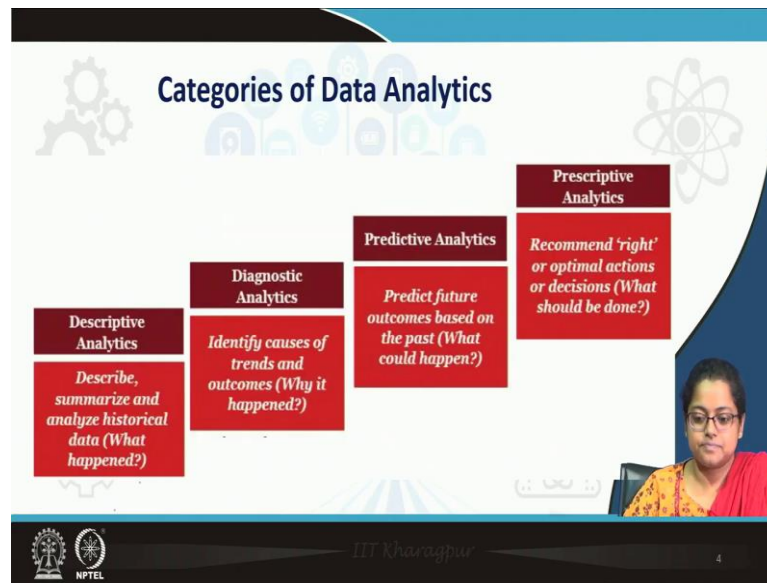 Categories of Data Analytics
Descriptive
Analytics
Describe,
summarize and
analyze historical
data (What
happened?)
Diagnostic
Analytics
Identify causes of
trends and
outcomes (Why it
happened?)
Predictive Analytics
Predict future
outcomes based on
the past (What
could happen?)
Prescriptive
Analytics
Recommend ‘right’
or optimal actions
or decisions (What
should be done?)
NPTEL
IIT Kharagpur
4